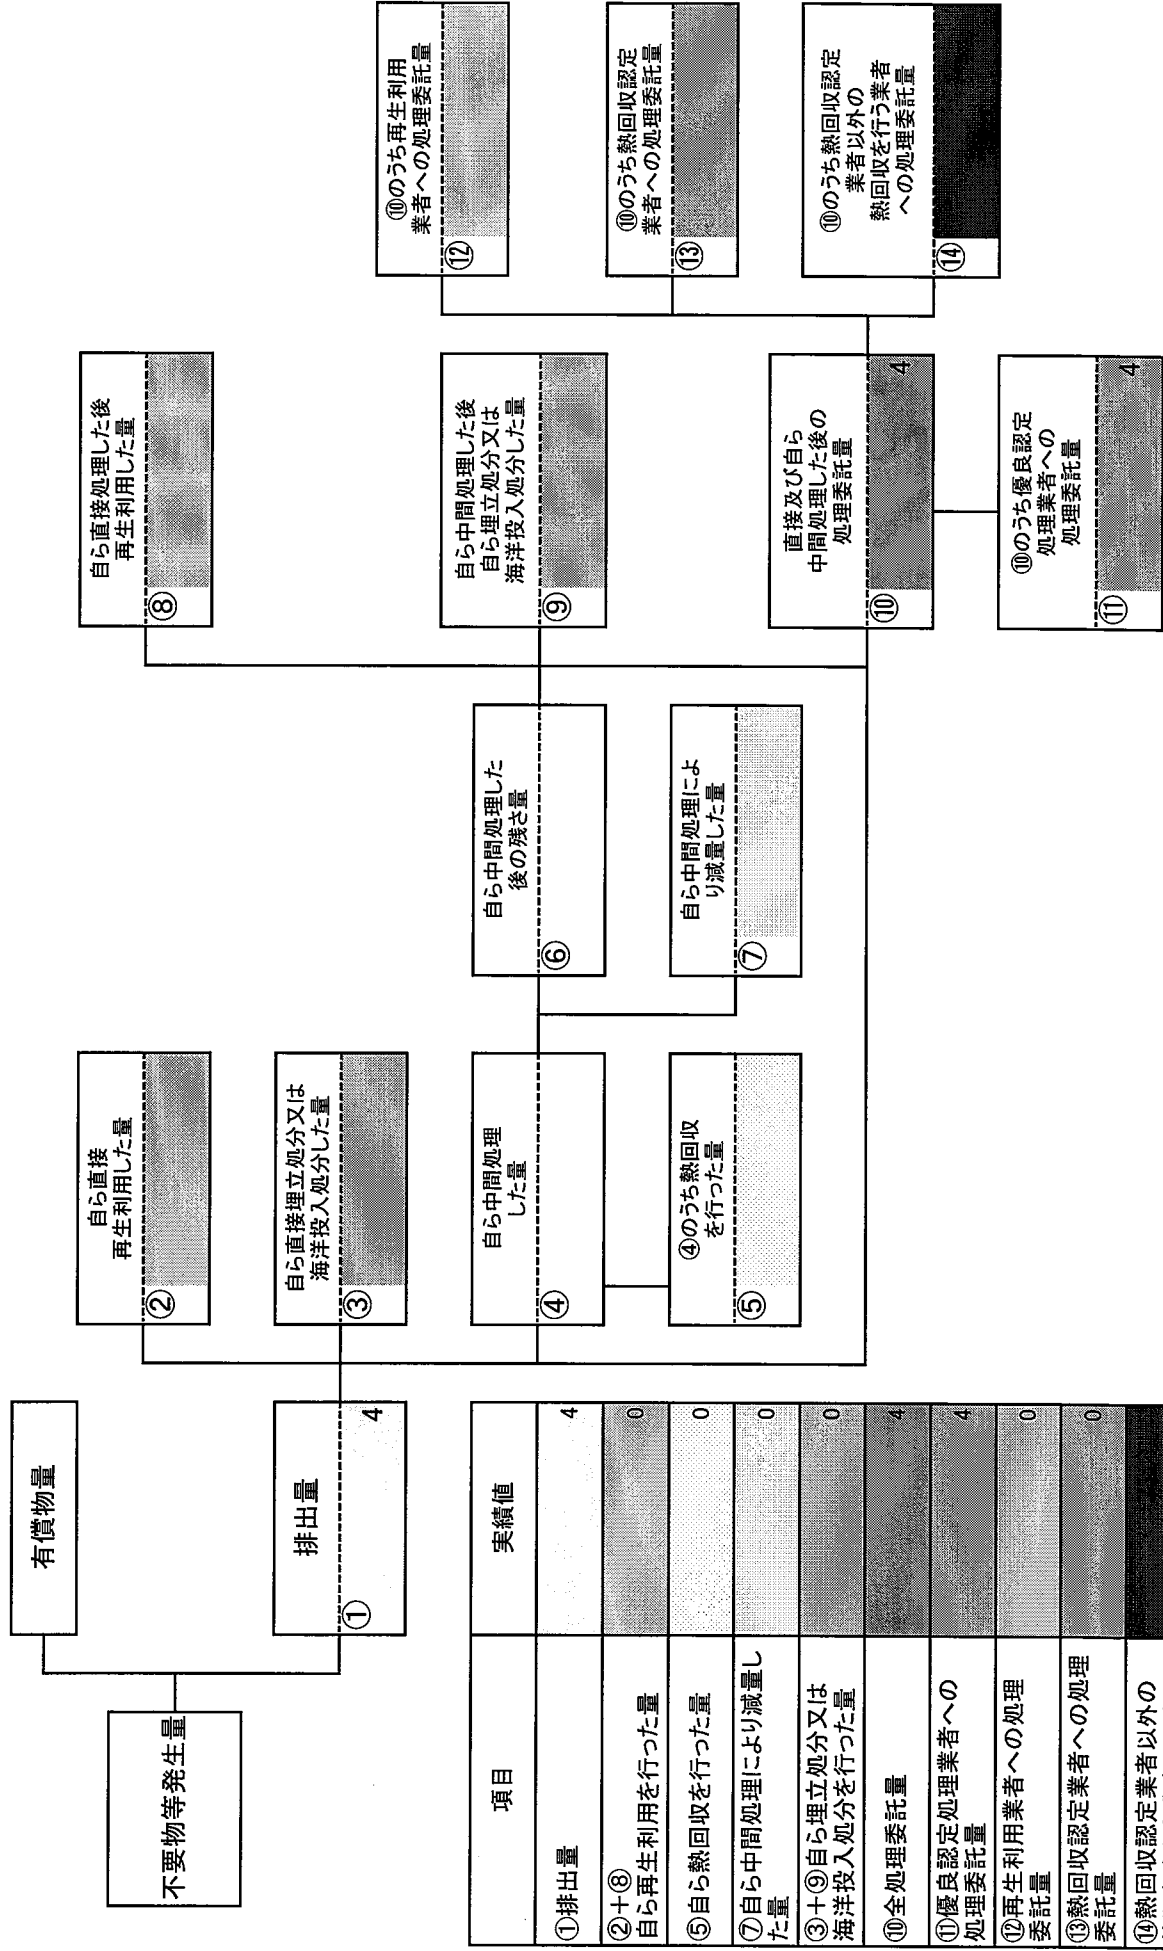 不要物等発生量
有償物量
排出量
①
4
自ら直接
再生利用した量
②
自ら直接埋立処分又は
海洋投入処分した量
③
自ら中間処理
した量
④
④のうち熱回収
を行った量
⑤
自ら中間処理した
後の残さ量
⑥
自ら中間処理によ
り減量した量
⑦
自ら直接処理した後
再生利用した量
⑧
自ら中間処理した後
自ら埋立処分又は
海洋投入処分した量
⑨
直接及び自ら
中間処理した後の
処理委託量
⑩
4
⑩のうち優良認定
処理業者への
処理委託量
⑪
4
⑩のうち再生利用
業者への処理委託量
⑫
⑩のうち熱回収認定
業者への処理委託量
⑬
⑩のうち熱回収認定
業者以外の
熱回収を行う業者
への処理委託量
⑭
項目 実績値
①排出量 4
②+⑧
自ら再生利用を行った量 0
⑤自ら熱回収を行った量 0
⑦自ら中間処理により減量し
た量 0
③+⑨自ら埋立処分又は
海洋投入処分を行った量 0
⑩全処理委託量 4
⑪優良認定処理業者への
処理委託量 4
⑫再生利用業者への処理
委託量 0
⑬熱回収認定業者への処理
委託量 0
⑭熱回収認定業者以外の